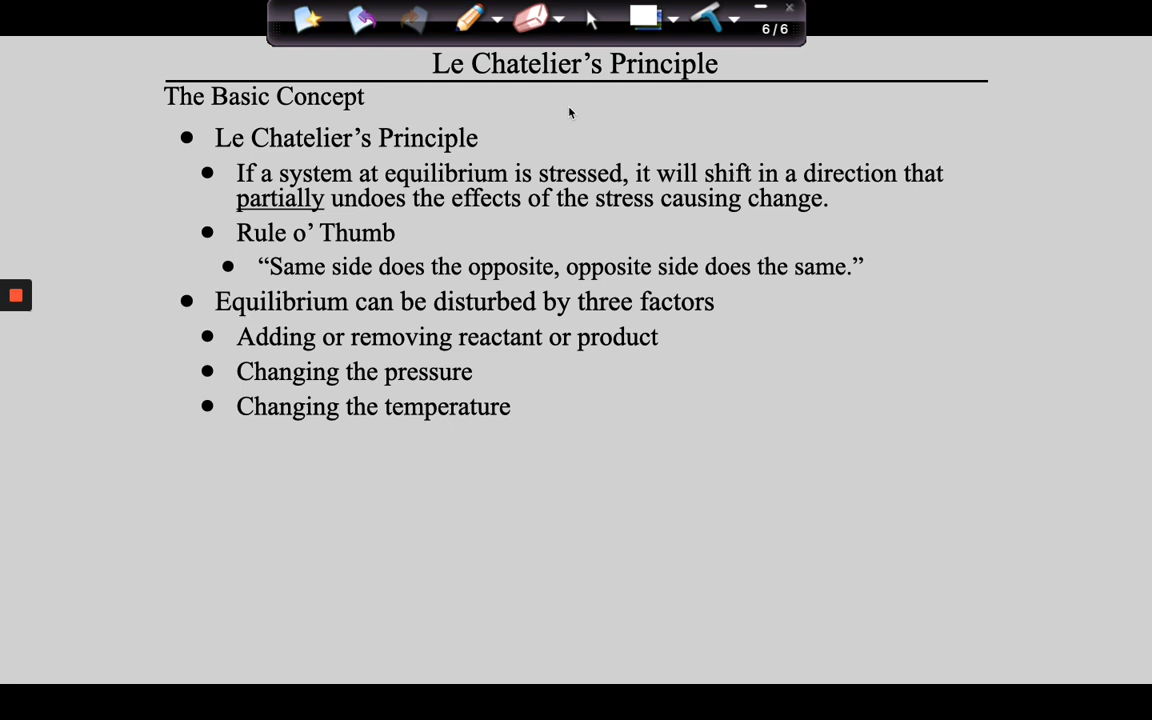 6/6
Le Chatelier’s Principle
The Basic Concept
Le Chatelier’s Principle
If a system at equilibrium is stressed, it will shift in a direction that
partially undoes the effects of the stress causing change.
Rule o’ Thumb
“Same side does the opposite, opposite side does the same.”
Equilibrium can be disturbed by three factors
Adding or removing reactant or product
Changing the pressure
Changing the temperature